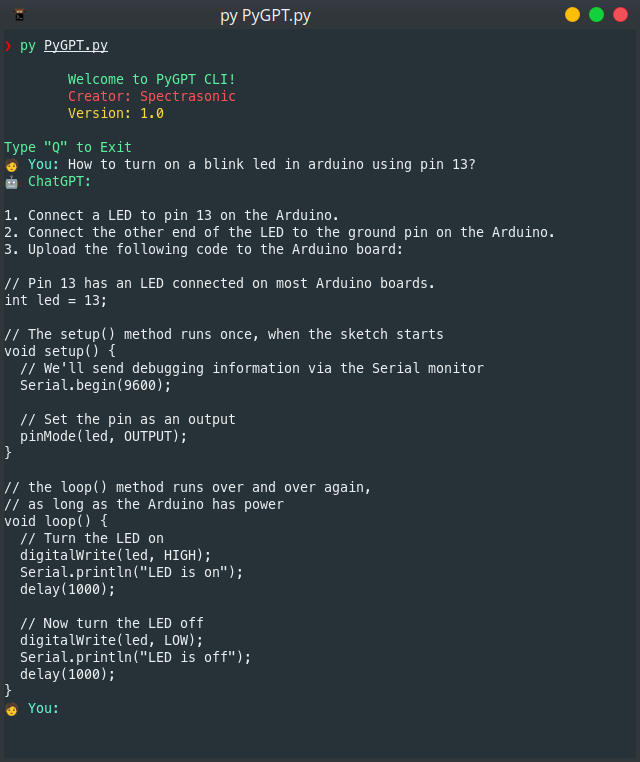 py PyGPT.py
❯ py PyGPT.py
Welcome to PyGPT CLI!
Creator: Spectrasonic
Version: 1.0
Type "Q" to Exit
🧑 You: How to turn on a blink led in arduino using pin 13?
🤖 ChatGPT:
1. Connect a LED to pin 13 on the Arduino.
2. Connect the other end of the LED to the ground pin on the Arduino.
3. Upload the following code to the Arduino board:
// Pin 13 has an LED connected on most Arduino boards.
int led = 13;
// The setup() method runs once, when the sketch starts
void setup() {
  // We'll send debugging information via the Serial monitor
  Serial.begin(9600);
  // Set the pin as an output
  pinMode(led, OUTPUT);
}
// the loop() method runs over and over again,
// as long as the Arduino has power
void loop() {
  // Turn the LED on
  digitalWrite(led, HIGH);
  Serial.println("LED is on");
  delay(1000);
  // Now turn the LED off
  digitalWrite(led, LOW);
  Serial.println("LED is off");
  delay(1000);
}
🧑 You: